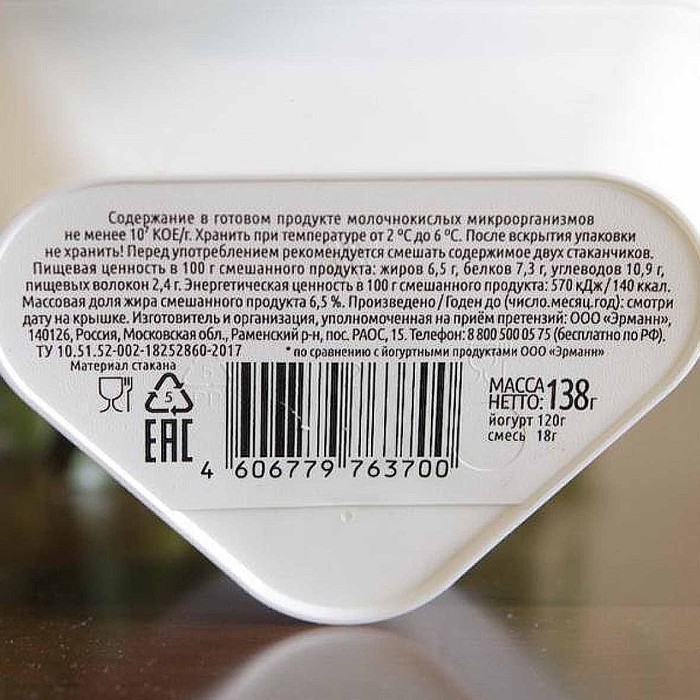 Содержание в готовом продукте молочнокислых микроорганизмов
не менее 10⁷ КОЕ/г. Хранить при температуре от 2 ºС до 6 ºС. После вскрытия упаковки
не хранить! Перед употреблением рекомендуется смешать содержимое двух стаканчиков.
Пищевая ценность в 100 г смешанного продукта: жиров 6,5 г, белков 7,3 г, углеводов 10,9 г,
пищевых волокон 2,4 г. Энергетическая ценность в 100 г смешанного продукта: 570 кДж/140 ккал.
Массовая доля жира смешанного продукта 6,5 %. Произведено/Годен до (число.месяц.год): смотри
дату на крышке. Изготовитель и организация, уполномоченная на приём претензий: ООО «Эрманн»,
140126, Россия, Московская обл., Раменский р-н, пос. РАОС, 15. Телефон: 8 800 500 05 75 (бесплатно по РФ).
ТУ 10.51.52-002-18252860-2017 * по сравнению с йогуртными продуктами ООО «Эрманн»
Материал стакана
5
ЕАС
4 606779 763700
МАССА
НЕТТО: 138г
йогурт 120г
смесь 18г